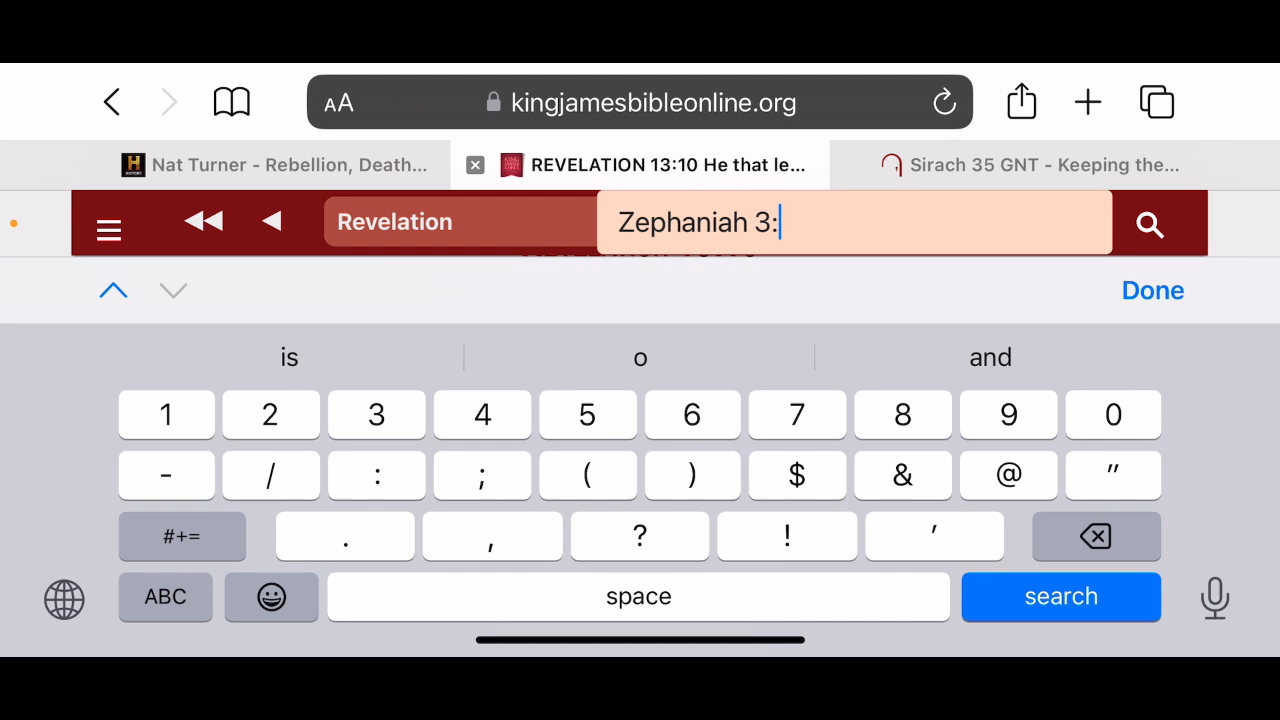 AA kingjamesbibleonline.org
Nat Turner - Rebellion, Death... REVELATION 13:10 He that le... Sirach 35 GNT - Keeping the...
Revelation Zephaniah 3:
Done
is o and
1 2 3 4 5 6 7 8 9 0
- / : ; ( ) $ & @ "
#+= . , ? ! ’
ABC space search